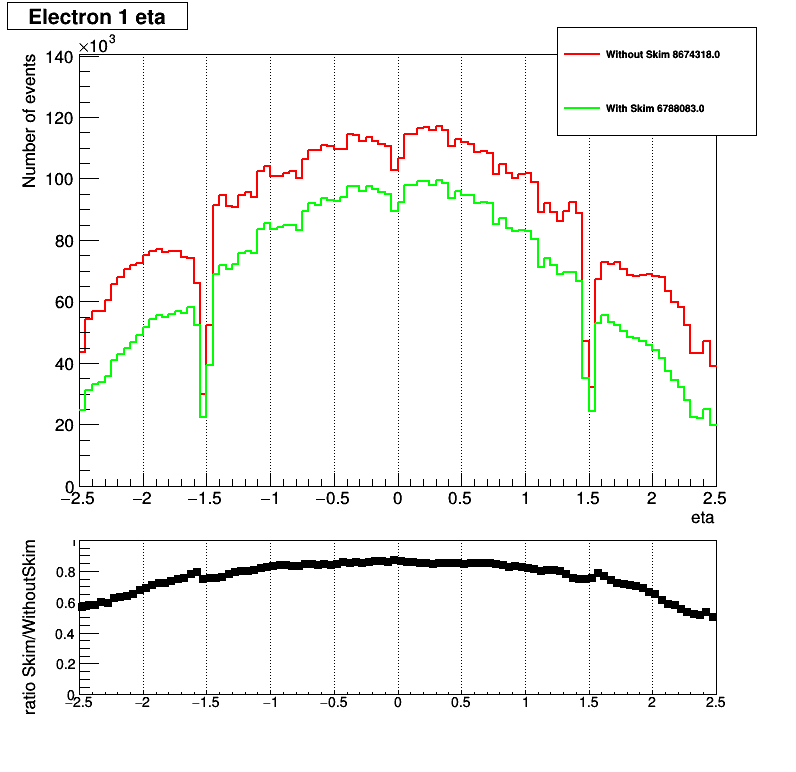 Electron 1 eta
×10³
Without Skim 8674318.0
With Skim 6788083.0
Number of events
140
120
100
80
60
40
20
0
−2.5 −2 −1.5 −1 −0.5 0 0.5 1 1.5 2 2.5
eta
ratio Skim/WithoutSkim
1
0.8
0.6
0.4
0.2
0
−2.5 −2 −1.5 −1 −0.5 0 0.5 1 1.5 2 2.5